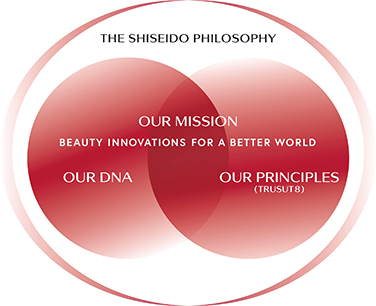 THE SHISEIDO PHILOSOPHY
OUR MISSION
BEAUTY INNOVATIONS FOR A BETTER WORLD
OUR DNA
OUR PRINCIPLES
(TRUSUT8)